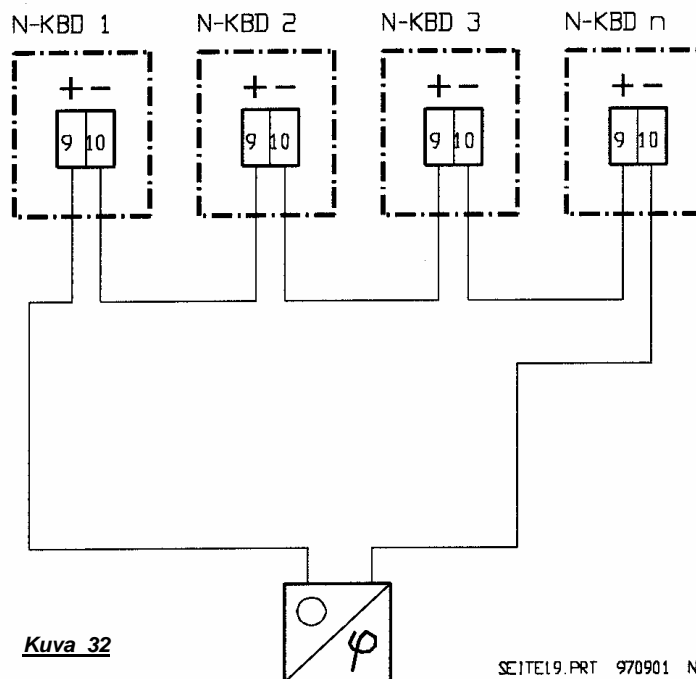 N-KBD 1 N-KBD 2 N-KBD 3 N-KBD n
+ − + − + − + −
9 10 9 10 9 10 9 10
φ
Kuva 32
SEITE19.PRT 970901 N